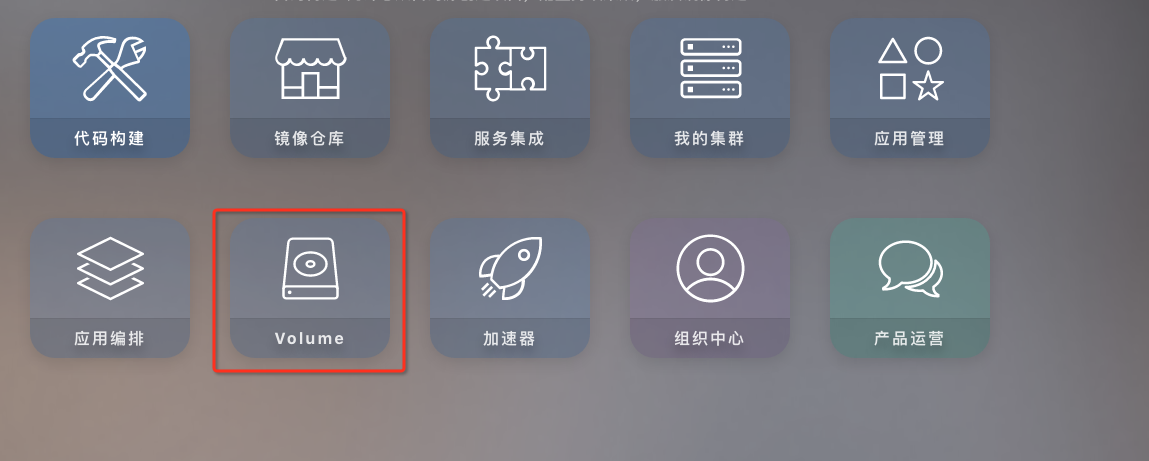 代码构建
镜像仓库
服务集成
我的集群
应用管理
应用编排
Volume
加速器
组织中心
产品运营